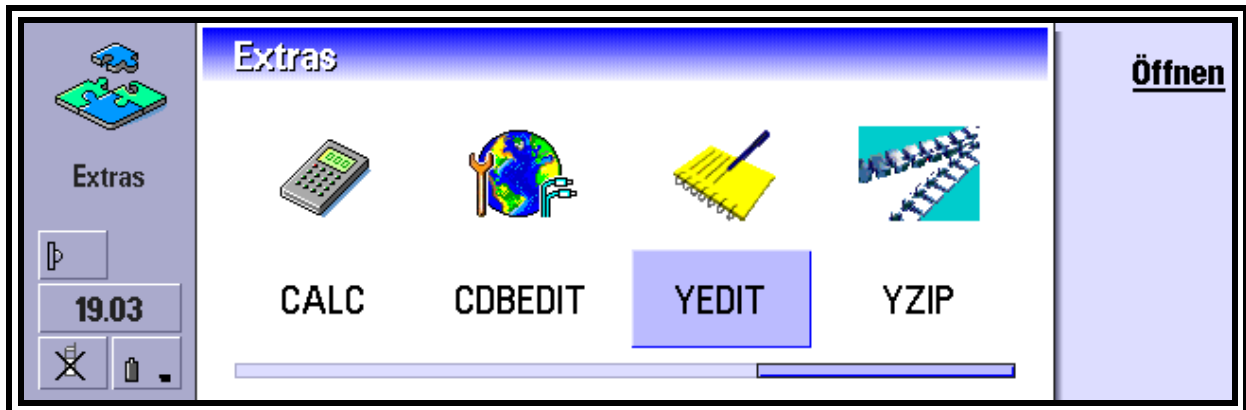 Extras
Öffnen
Extras
19.03
CALC
CDBEDIT
YEDIT
YZIP